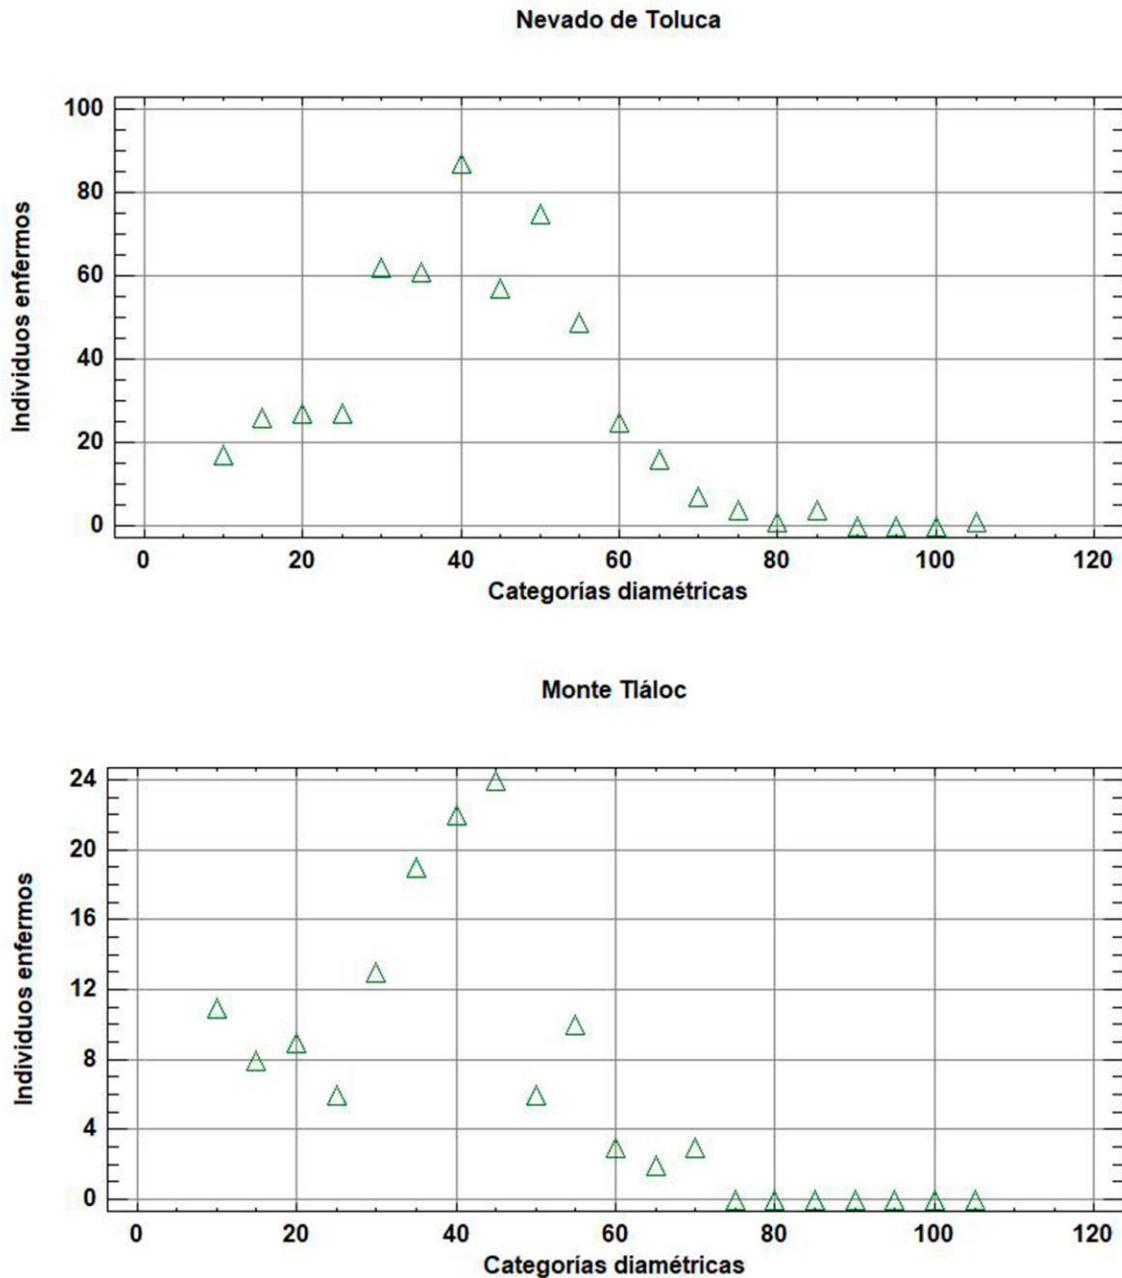 Nevado de Toluca
Individuos enfermos
100
80
60
40
20
0
0 20 40 60 80 100 120
Categorías diamétricas
Monte Tláloc
Individuos enfermos
24
20
16
12
8
4
0
0 20 40 60 80 100 120
Categorías diamétricas